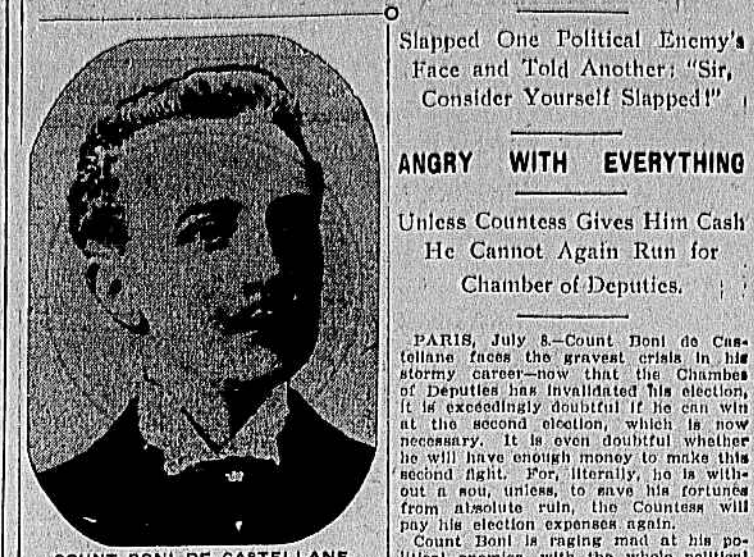 Slapped One Political Enemy's
Face and Told Another: "Sir,
Consider Yourself Slapped!"
ANGRY WITH EVERYTHING
Unless Countess Gives Him Cash
He Cannot Again Run for
Chamber of Deputies.
PARIS, July 8.—Count Boni de Cas-
tellane faces the gravest crisis in his
stormy career—now that the Chamber
of Deputies has invalidated his election,
it is exceedingly doubtful if he can win
at the second election, which is now
necessary. It is even doubtful whether
he will have enough money to make this
second fight. For, literally, he is with-
out a sou, unless, to save his fortunes
from absolute ruin, the Countess will
pay his election expenses again.
Count Boni is raging mad at his po-
COUNT BONI DE CASTELLANE